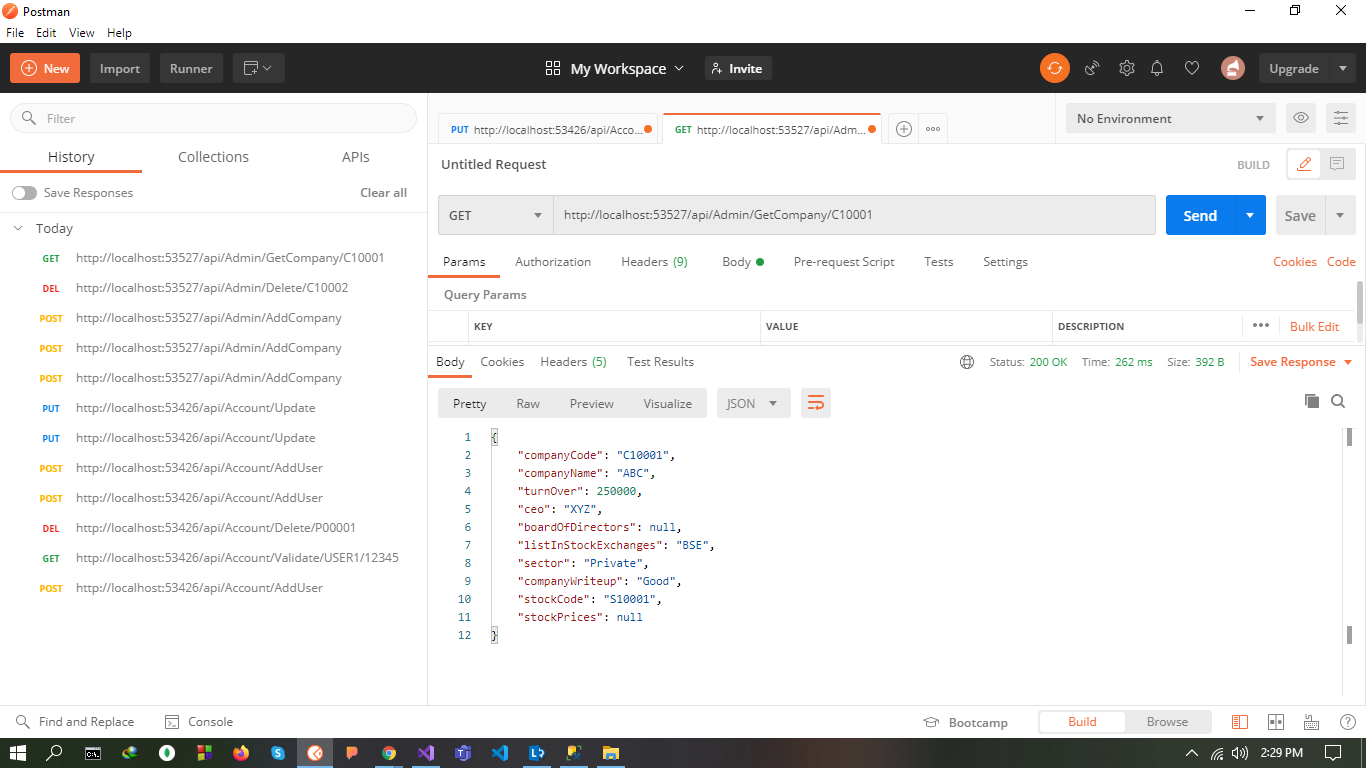 Postman
File Edit View Help
New Import Runner My Workspace Invite Upgrade
Filter
History Collections APIs
Save Responses Clear all
Today
GET http://localhost:53527/api/Admin/GetCompany/C10001
DEL http://localhost:53527/api/Admin/Delete/C10002
POST http://localhost:53527/api/Admin/AddCompany
POST http://localhost:53527/api/Admin/AddCompany
POST http://localhost:53527/api/Admin/AddCompany
PUT http://localhost:53426/api/Account/Update
PUT http://localhost:53426/api/Account/Update
POST http://localhost:53426/api/Account/AddUser
POST http://localhost:53426/api/Account/AddUser
DEL http://localhost:53426/api/Account/Delete/P00001
GET http://localhost:53426/api/Account/Validate/USER1/12345
POST http://localhost:53426/api/Account/AddUser
PUT http://localhost:53426/api/Acco... GET http://localhost:53527/api/Adm... No Environment
Untitled Request BUILD
GET http://localhost:53527/api/Admin/GetCompany/C10001 Send Save
Params Authorization Headers (9) Body Pre-request Script Tests Settings Cookies Code
Query Params
KEY VALUE DESCRIPTION Bulk Edit
Body Cookies Headers (5) Test Results Status: 200 OK Time: 262 ms Size: 392 B Save Response
Pretty Raw Preview Visualize JSON
1 {
2 "companyCode": "C10001",
3 "companyName": "ABC",
4 "turnOver": 250000,
5 "ceo": "XYZ",
6 "boardOfDirectors": null,
7 "listInStockExchanges": "BSE",
8 "sector": "Private",
9 "companyWriteup": "Good",
10 "stockCode": "S10001",
11 "stockPrices": null
12 }
Find and Replace Console Bootcamp Build Browse
2:29 PM